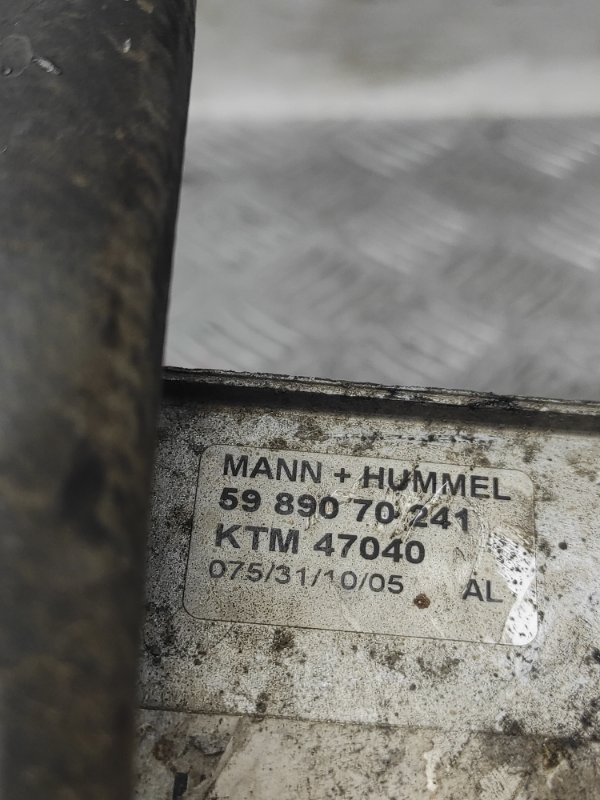 MANN + HUMMEL
59 890 70 241
KTM 47040
075/31/10/05 AL